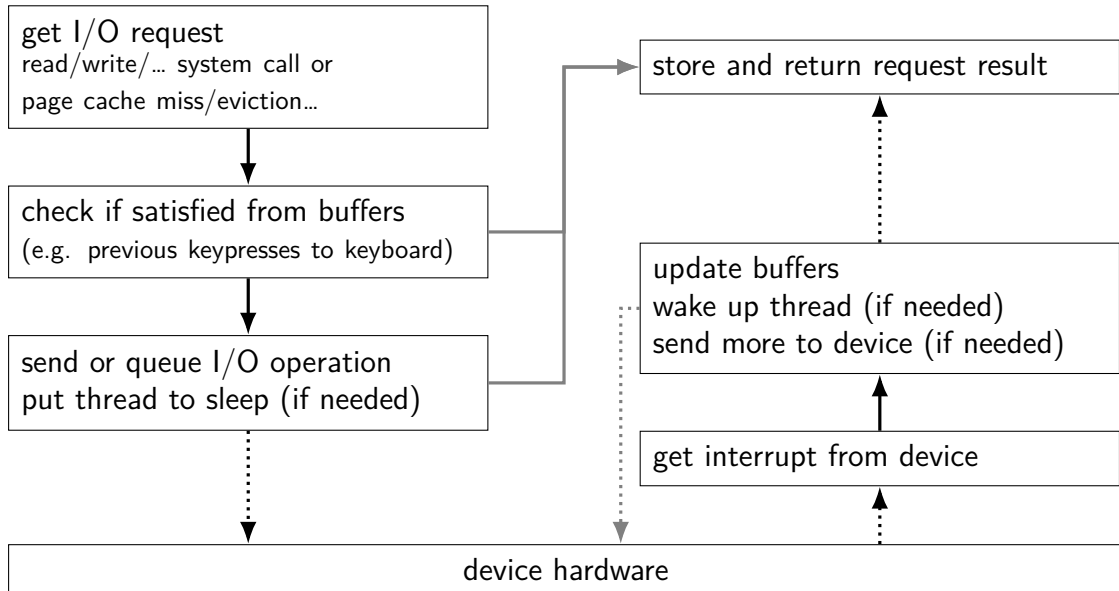 get I/O request
read/write/… system call or
page cache miss/eviction…
store and return request result
check if satisfied from buffers
(e.g. previous keypresses to keyboard)
update buffers
wake up thread (if needed)
send more to device (if needed)
send or queue I/O operation
put thread to sleep (if needed)
get interrupt from device
device hardware